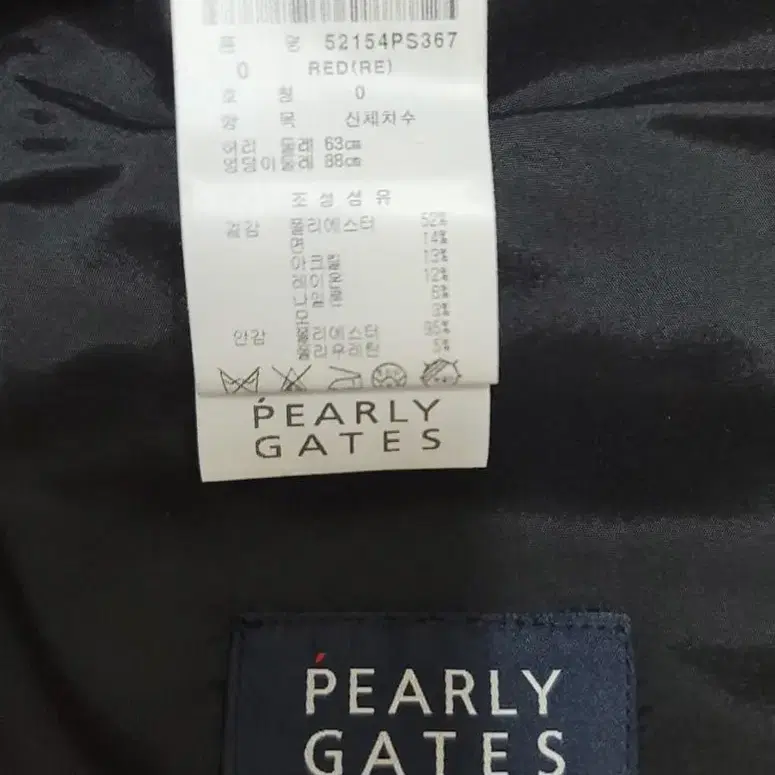 품 명 52154PS367
0 RED(RE)
호 칭 0
항 목 신체치수
허리 둘레 63cm
엉덩이둘레 88cm
조성섬유
겉감 폴리에스터 52%
면 14%
아크릴 13%
레이온 12%
나일론 6%
모 3%
안감 폴리에스터 95%
폴리우레탄 5%
PEARLY
GATES
PEARLY
GATES